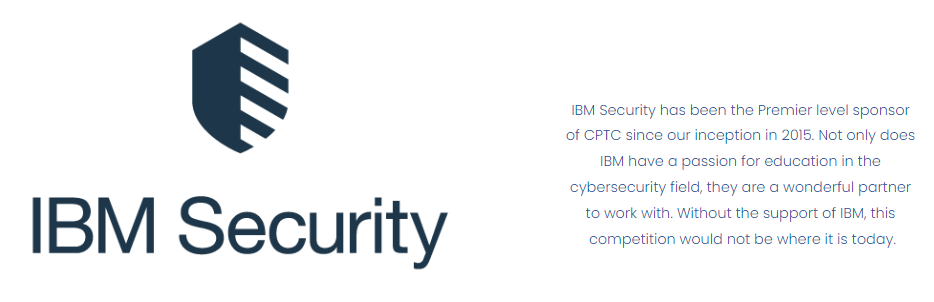 IBM Security
IBM Security has been the Premier level sponsor
of CPTC since our inception in 2015. Not only does
IBM have a passion for education in the
cybersecurity field, they are a wonderful partner
to work with. Without the support of IBM, this
competition would not be where it is today.